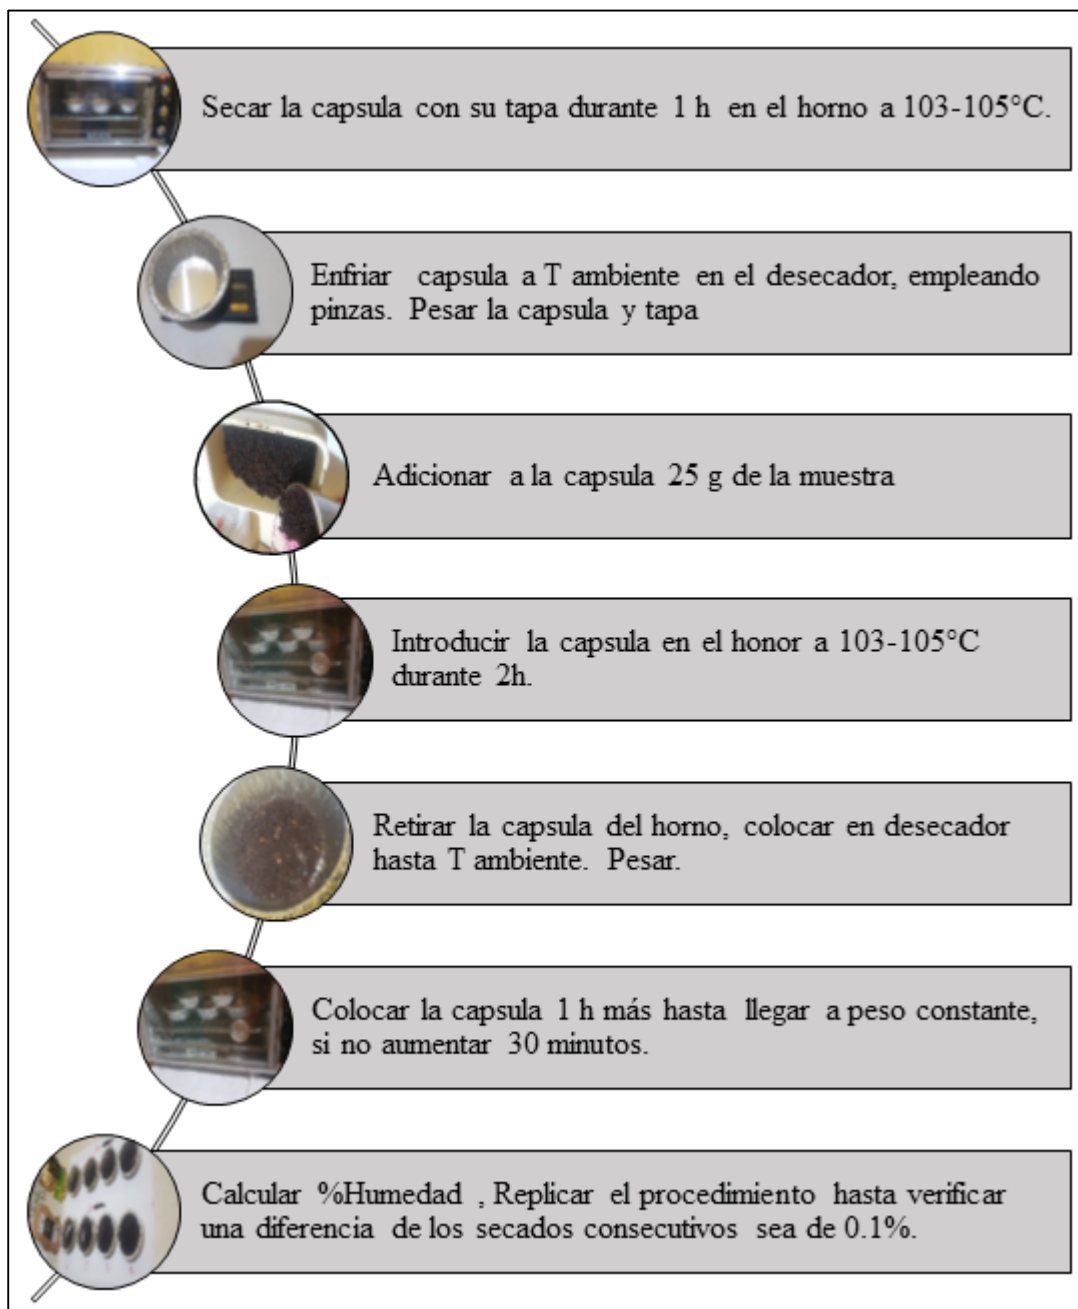 Secar la capsula con su tapa durante 1 h en el horno a 103-105°C.
Enfriar capsula a T ambiente en el desecador, empleando
pinzas. Pesar la capsula y tapa
Adicionar a la capsula 25 g de la muestra
Introducir la capsula en el honor a 103-105°C
durante 2h.
Retirar la capsula del horno, colocar en desecador
hasta T ambiente. Pesar.
Colocar la capsula 1 h más hasta llegar a peso constante,
si no aumentar 30 minutos.
Calcular %Humedad , Replicar el procedimiento hasta verificar
una diferencia de los secados consecutivos sea de 0.1%.